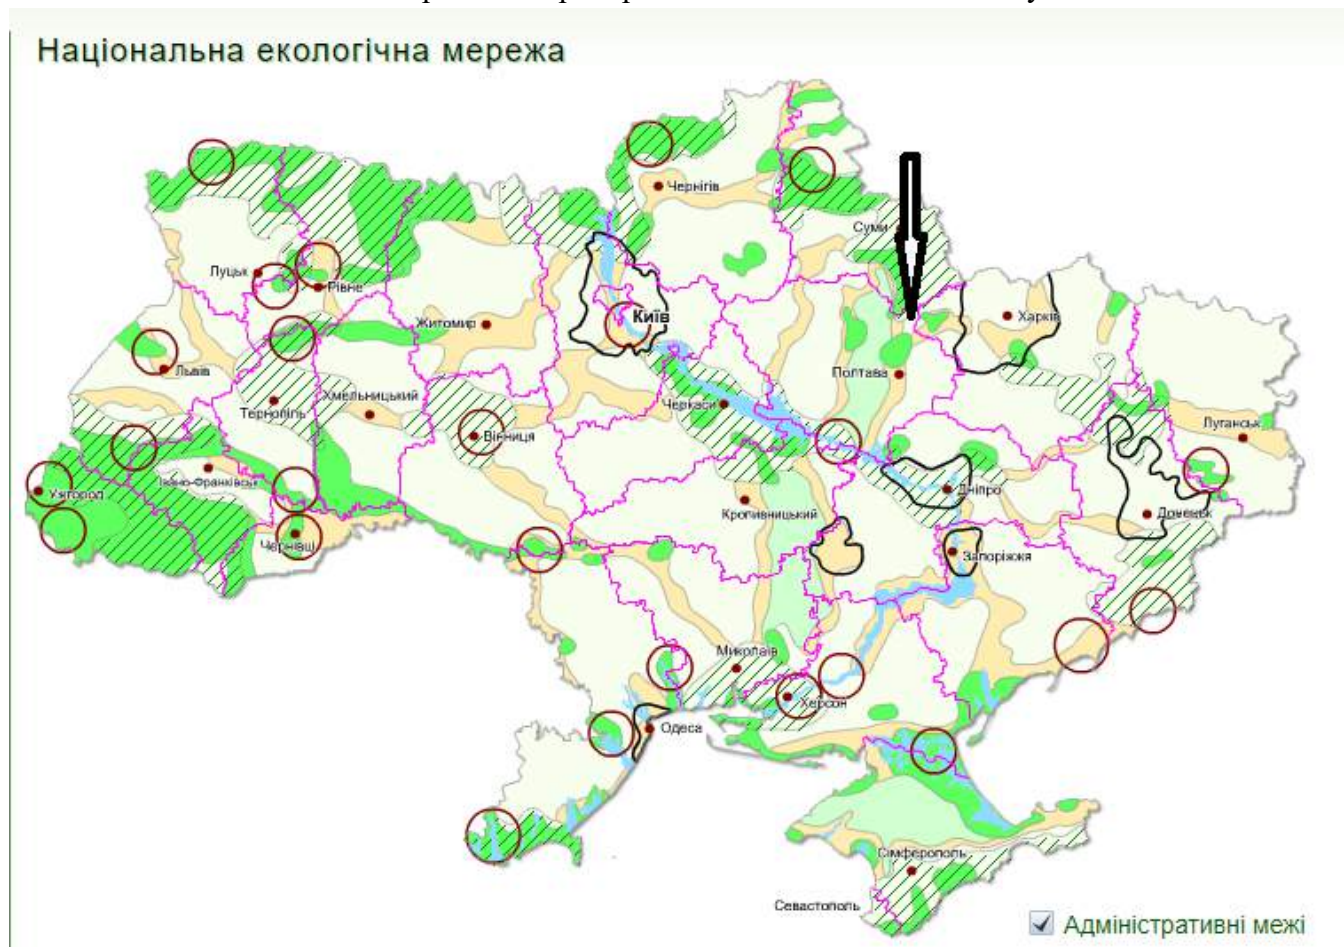 Національна екологічна мережа
Чернігів
Суми
Луцьк
Рівне
Київ
Житомир
Харків
Львів
Полтава
Хмельницький
Тернопіль
Черкаси
Вінниця
Луганськ
Івано-Франківськ
Ужгород
Дніпро
Кропивницький
Донецьк
Чернівці
Запоріжжя
Миколаїв
Херсон
Одеса
Сімферополь
Севастополь
Адміністративні межі